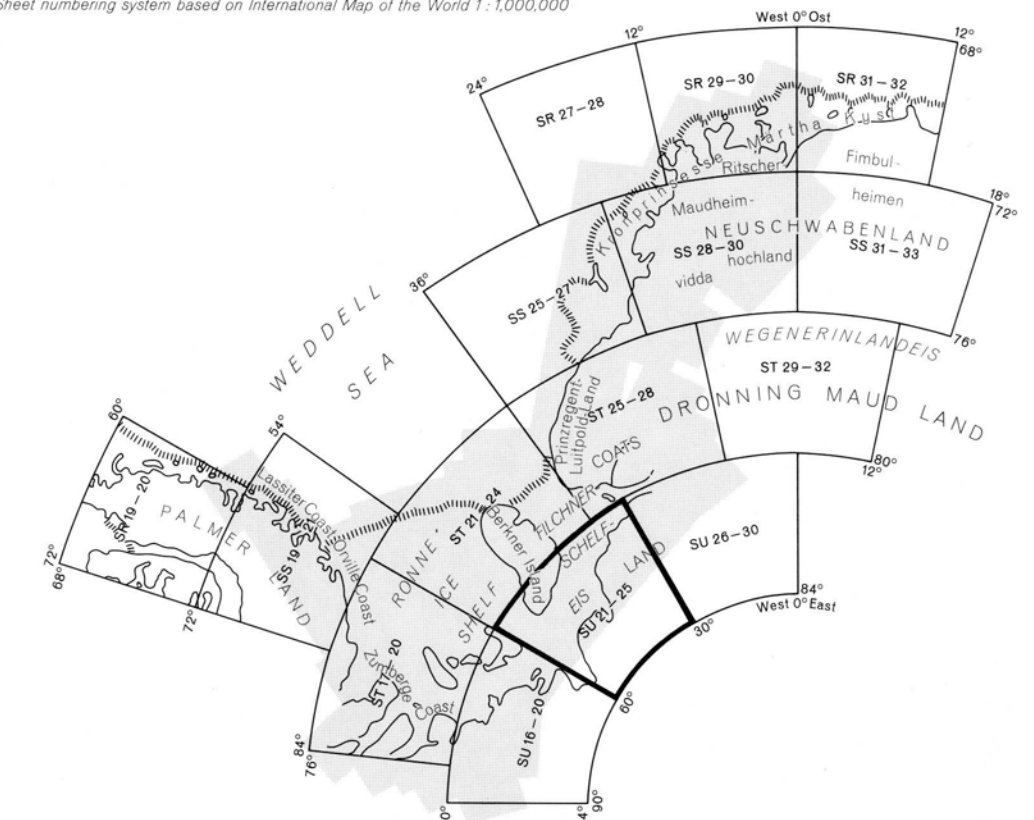 Sheet numbering system based on International Map of the World 1 : 1,000,000
West 0° Ost
12°
12°
68°
24°
SR 27–28
SR 29–30
SR 31–32
Kronprinsesse Martha Kyst
Ritscher
Fimbul-
18°
72°
Maudheim-
heimen
NEUSCHWABENLAND
SS 28–30
hochland
SS 31–33
vidda
36°
SS 25–27
76°
WEDDELL
SEA
WEGENERINLANDEIS
ST 29–32
Prinzregent-
Luitpold-Land
ST 25–28
DRONNING MAUD LAND
COATS
80°
12°
60°
54°
Lassiter Coast
SR 19–20
PALMER
LAND
SS 19–21
Orville Coast
RONNE
ICE
SHELF
ST 21–24
Berkner Island
FILCHNER
SCHELF-
EIS
LAND
SU 21–25
SU 26–30
84°
West 0° East
30°
72°
68°
72°
ST 17–20
Zumberge
Coast
SU 16–20
60°
84°
76°
0°
4°
90°